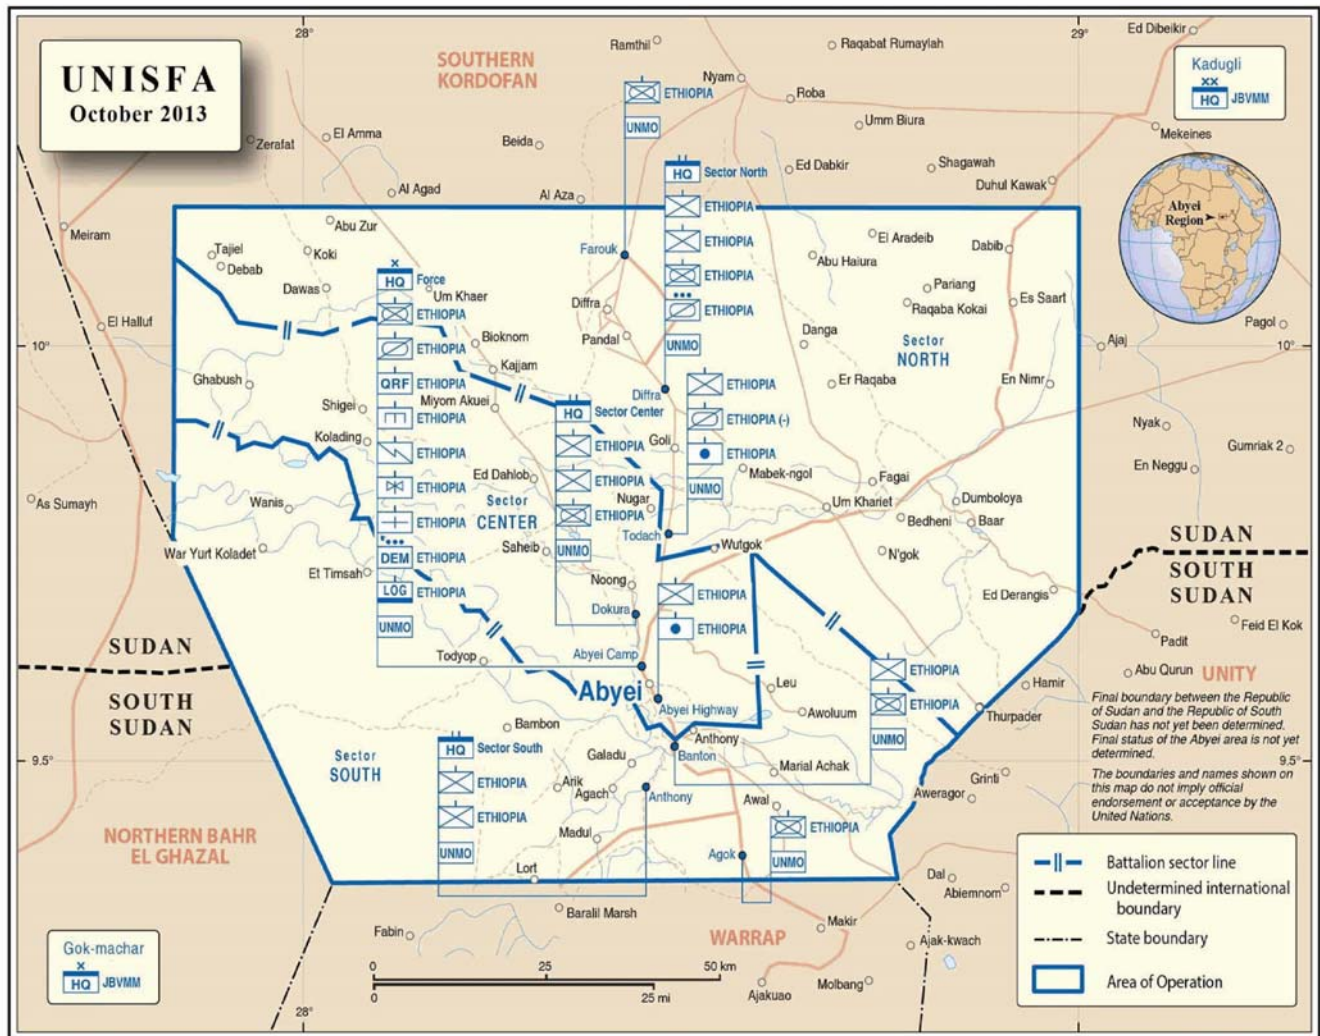 UNISFA
October 2013
28°
29°
SOUTHERN
KORDOFAN
Ramthil
Raqabat Rumaylah
Ed Dibeikir
Nyam
Kadugli
XX
HQ JBVMM
ETHIOPIA
UNMO
Roba
Umm Biura
Mekeines
Zerafat
El Amma
Beida
Ed Dabkir
Shagawah
Duhul Kawak
HQ Sector North
ETHIOPIA
ETHIOPIA
ETHIOPIA
ETHIOPIA
UNMO
Al Agad
Al Aza
Abyei
Region
Meiram
Abu Zur
Tajiel
Debab
Koki
Dawas
Farouk
El Aradeib
Dabib
Abu Haiura
Pariang
Raqaba Kokai
Es Saart
X
HQ Force
ETHIOPIA
ETHIOPIA
QRF ETHIOPIA
ETHIOPIA
ETHIOPIA
ETHIOPIA
ETHIOPIA
DEM ETHIOPIA
LOG ETHIOPIA
UNMO
Um Khaer
Diffra
Pandal
Danga
Sector
NORTH
Pagol
El Halluf
10°
10°
Bioknom
Kajjam
Ajaj
Ghabush
Miyom Akuei
Shigei
Diffra
Er Raqaba
En Nimr
ETHIOPIA
ETHIOPIA (-)
ETHIOPIA
UNMO
HQ Sector Center
ETHIOPIA
ETHIOPIA
ETHIOPIA
UNMO
Kolading
Goli
Nyak
Gumriak 2
Mabek-ngol
Fagai
En Neggu
Ed Dahlob
As Sumayh
Wanis
Sector
CENTER
Nugar
Um Khariet
Dumboloya
Bedheni
Baar
Todach
War Yurt Koladet
Saheib
Wutgok
N'gok
SUDAN
SOUTH
SUDAN
Et Timsah
Noong
ETHIOPIA
ETHIOPIA
Ed Derangis
Dokura
Feid El Kok
Padit
SUDAN
SOUTH
SUDAN
Todyop
Abyei Camp
Abyei
ETHIOPIA
ETHIOPIA
UNMO
Abu Qurun
UNITY
Leu
Hamir
Abyei Highway
Awoluum
Thurpader
Bambon
Anthony
Banton
Final boundary between the Republic
of Sudan and the Republic of South
Sudan has not yet been determined.
Final status of the Abyei area is not yet
determined.
The boundaries and names shown on
this map do not imply official
endorsement or acceptance by the
United Nations.
HQ Sector South
ETHIOPIA
ETHIOPIA
UNMO
Sector
SOUTH
9.5°
9.5°
Galadu
Marial Achak
Grinti
Arik
Agach
Anthony
Awal
Aweragor
ETHIOPIA
UNMO
NORTHERN BAHR
EL GHAZAL
Madul
Agok
Lort
Dal
Abiemnom
Baralil Marsh
Fabin
WARRAP
Makir
Ajak-kwach
Gok-machar
X
HQ JBVMM
0 25 50 km
0 25 mi
Ajakuao
Molbang
28°
Battalion sector line
Undetermined international
boundary
State boundary
Area of Operation